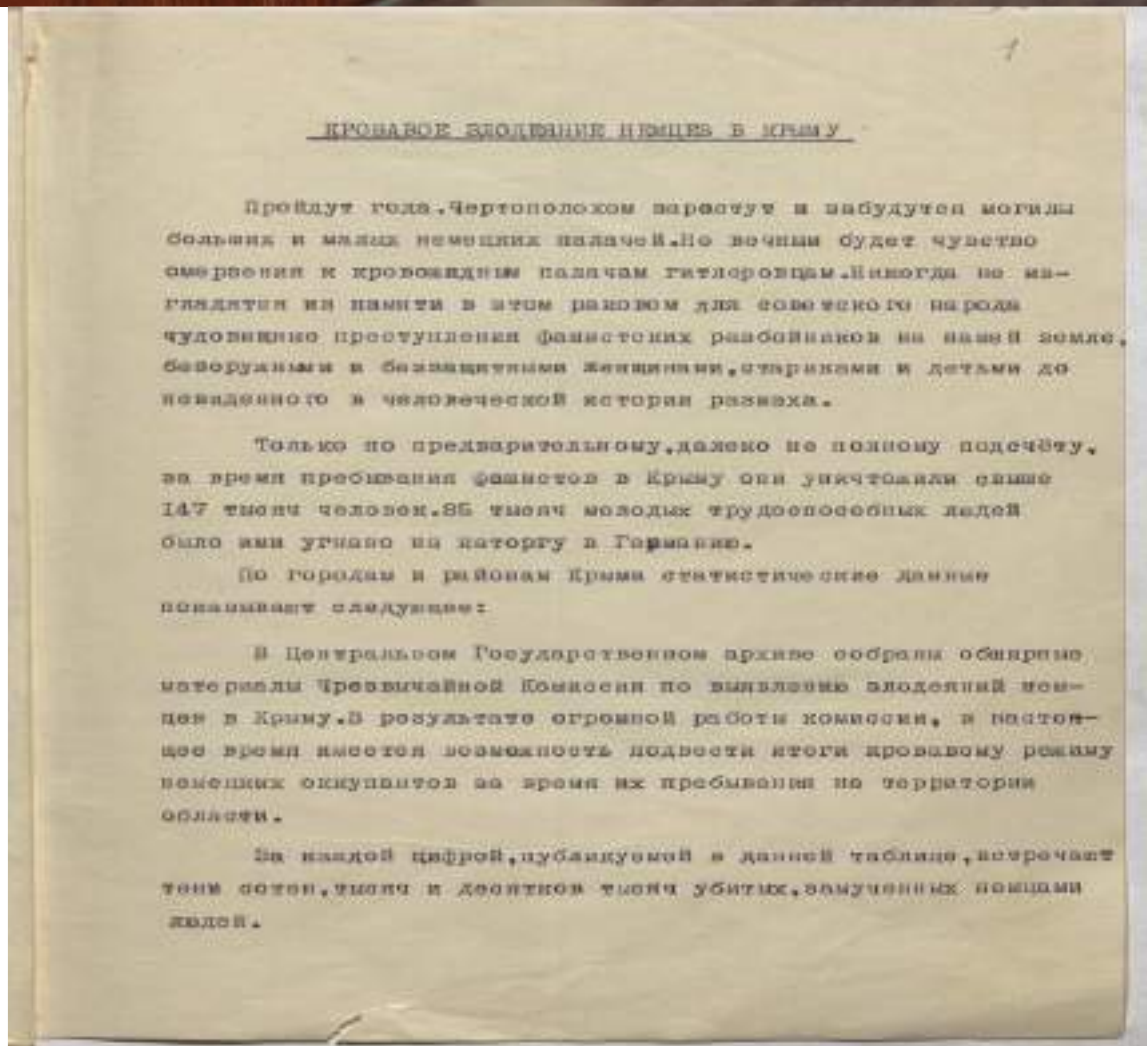 1
КРОВАВОЕ ЗЛОДЕЯНИЕ НЕМЦЕВ В КРЫМУ
Пройдут года.Чертополохом зарастут и забудутся могилы
больших и малых немецких палачей.Но вечным будет чувство
омерзения к кровожадным палачам гитлеровцам.Никогда не из-
гладятся из памяти в этом раковом для советского народа
чудовищные преступления фашистских разбойников на нашей земле,
безоружными и беззащитными женщинами,стариками и детьми до
невиденного в человеческой истории размаха.
Только по предварительному,далеко не полному подсчёту,
за время пребывания фашистов в Крыму они уничтожили свыше
147 тысяч человек.85 тысяч молодых трудоспособных людей
было ими угнано на каторгу в Германию.
По городам и районам Крыма статистические данные
показывают следующее:
В Центральном Государственном архиве собраны обширные
материалы Чрезвычайной Комиссии по выявлению злодеяний нем-
цев в Крыму.В результате огромной работы комиссии, в настоя-
щее время имеется возможность подвести итоги кровавому режиму
немецких оккупантов за время их пребывания на территории
области.
За каждой цифрой,публикуемой в данной таблице,встречают
тени сотен,тысяч и десятков тысяч убитых,замученных немцами
людей.